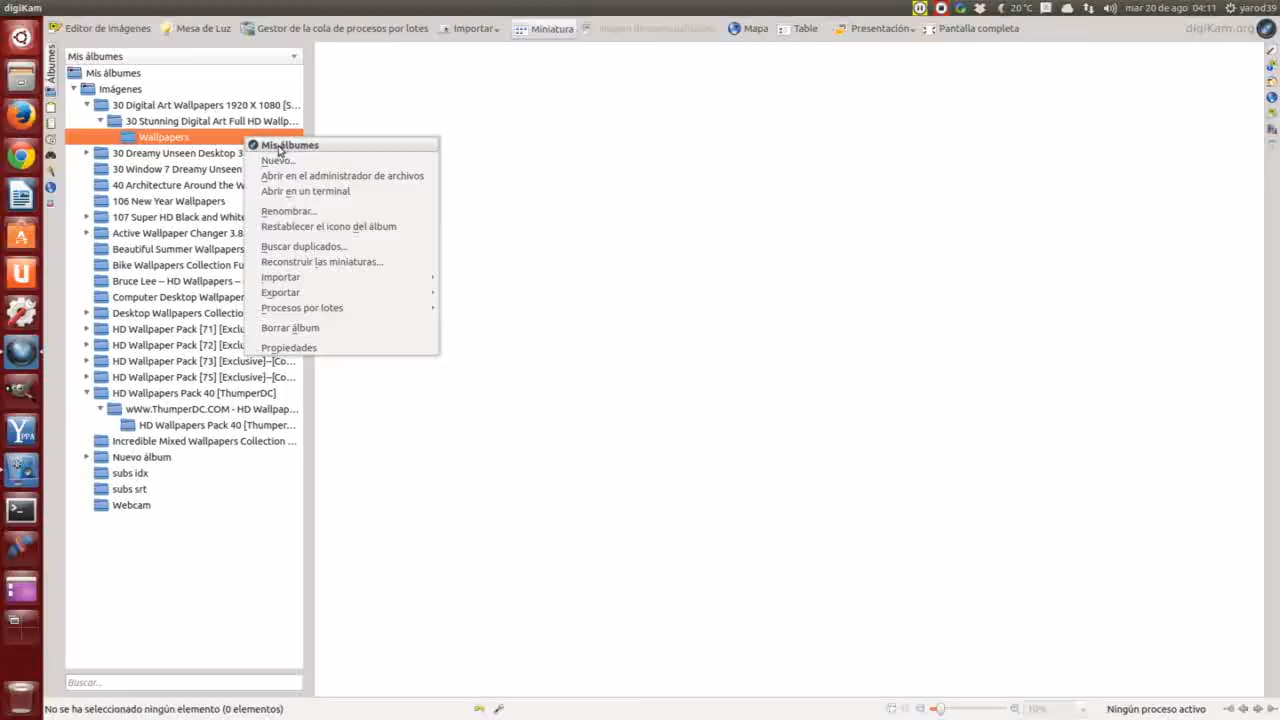 digiKam
20 °C
mar 20 de ago 04:11
yarod39
Editor de imágenes
Mesa de Luz
Gestor de la cola de procesos por lotes
Importar
Miniatura
Mapa
Table
Presentación
Pantalla completa
digiKam.org
Álbumes
Mis álbumes
Mis álbumes
Imágenes
30 Digital Art Wallpapers 1920 X 1080 [S...
30 Stunning Digital Art Full HD Wallp...
Wallpapers
30 Dreamy Unseen Desktop 3
30 Window 7 Dreamy Unseen
40 Architecture Around the W
106 New Year Wallpapers
107 Super HD Black and White
Active Wallpaper Changer 3.8
Beautiful Summer Wallpapers
Bike Wallpapers Collection Fu
Bruce Lee -- HD Wallpapers --
Computer Desktop Wallpaper
Desktop Wallpapers Collectio
HD Wallpaper Pack [71] [Exclu
HD Wallpaper Pack [72] [Exclu
HD Wallpaper Pack [73] [Exclusive]--[Co...
HD Wallpaper Pack [75] [Exclusive]--[Co...
HD Wallpapers Pack 40 [ThumperDC]
wWw.ThumperDC.COM - HD Wallpap...
HD Wallpapers Pack 40 [Thumper...
Incredible Mixed Wallpapers Collection ...
Nuevo álbum
subs idx
subs srt
Webcam
Mis álbumes
Nuevo...
Abrir en el administrador de archivos
Abrir en un terminal
Renombrar...
Restablecer el icono del álbum
Buscar duplicados...
Reconstruir las miniaturas...
Importar
Exportar
Procesos por lotes
Borrar álbum
Propiedades
Buscar...
No se ha seleccionado ningún elemento (0 elementos)
10%
Ningún proceso activo